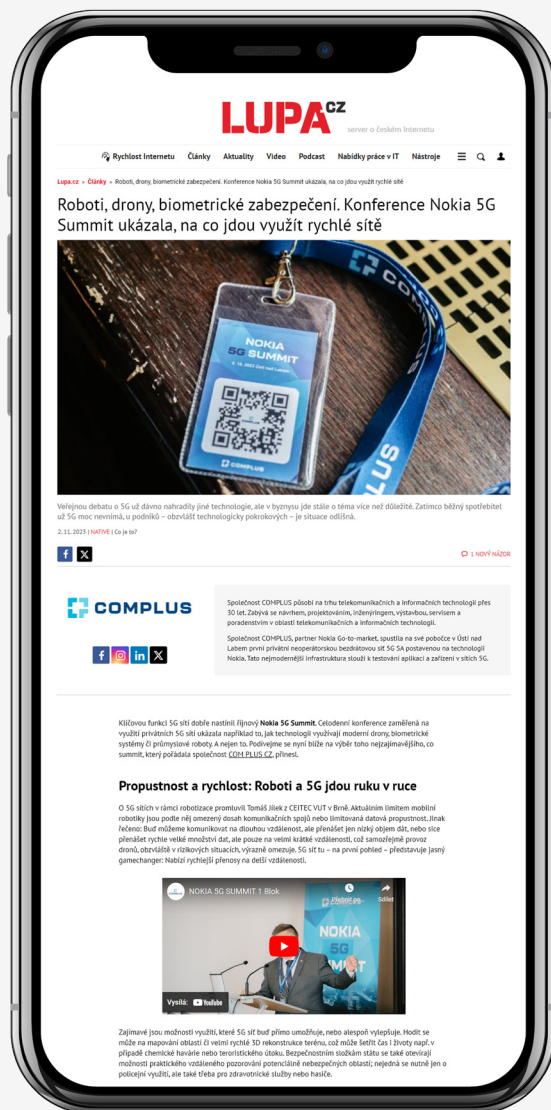 LUPA.CZ
server o českém Internetu
Rychlost Internetu Články Aktuality Video Podcast Nabídky práce v IT Nástroje
Lupa.cz » Články » Roboti, drony, biometrické zabezpečení. Konference Nokia 5G Summit ukázala, na co jdou využít rychlé sítě
Roboti, drony, biometrické zabezpečení. Konference Nokia 5G
Summit ukázala, na co jdou využít rychlé sítě
COMPLUS
NOKIA
5G SUMMIT
2023 Ústí nad Labem
COMPLUS
PLUS
Veřejnou debatu o 5G už dávno nahradily jiné technologie, ale v byznysu jde stále o téma více než důležité. Zatímco běžný spotřebitel
už 5G moc nevnímá, u podniků – obzvlášť technologicky pokrokových – je situace odlišná.
2. 11. 2023 | NATIVE | Co je to?
1 NOVÝ NÁZOR
COMPLUS
Společnost COMPLUS působí na trhu telekomunikačních a informačních technologií přes
30 let. Zabývá se návrhem, projektováním, inženýringem, výstavbou, servisem a
poradenstvím v oblasti telekomunikačních a informačních technologií.
Společnost COMPLUS, partner Nokia Go-to-market, spustila na své pobočce v Ústí nad
Labem první privátní neoperátorskou bezdrátovou síť 5G SA postavenou na technologii
Nokia. Tato nejmodernější infrastruktura slouží k testování aplikací a zařízení v sítích 5G.
Klíčovou funkci 5G sítí dobře nastínil říjnový Nokia 5G Summit. Celodenní konference zaměřená na
využití privátních 5G sítí ukázala například to, jak technologii využívají moderní drony, biometrické
systémy či průmyslové roboty. A nejen to. Podívejme se nyní blíže na výběr toho nejzajímavějšího, co
summit, který pořádala společnost COM PLUS CZ, přinesl.
Propustnost a rychlost: Roboti a 5G jdou ruku v ruce
O 5G sítích v rámci robotizace promluvil Tomáš Jílek z CEITEC VUT v Brně. Aktuálním limitem mobilní
robotiky jsou podle něj omezený dosah komunikačních spojů nebo limitovaná datová propustnost. Jinak
řečeno: Buď můžeme komunikovat na dlouhou vzdálenost, ale přenášet jen nízký objem dat, nebo sice
přenášet rychle velké množství dat, ale pouze na velmi krátké vzdálenosti, což samozřejmě provoz
dronů, obzvláště v rizikových situacích, výrazně omezuje. 5G síť tu – na první pohled – představuje jasný
gamechanger: Nabízí rychlejší přenosy na delší vzdálenosti.
NOKIA 5G SUMMIT 1 Blok
Přehrát po...
Sdílet
COMPLUS
NOKIA
5G
Vysílá: YouTube
Zajímavé jsou možnosti využití, které 5G síť buď přímo umožňuje, nebo alespoň vylepšuje. Hodit se
může na mapování oblastí či velmi rychlé 3D rekonstrukce terénu, což může šetřit čas i životy např. v
případě chemické havárie nebo teroristického útoku. Bezpečnostním složkám státu se také otevírají
možnosti praktického vzdáleného pozorování potenciálně nebezpečných oblastí; nejedná se nutně jen o
policejní využití, ale také třeba pro zdravotnické služby nebo hasiče.